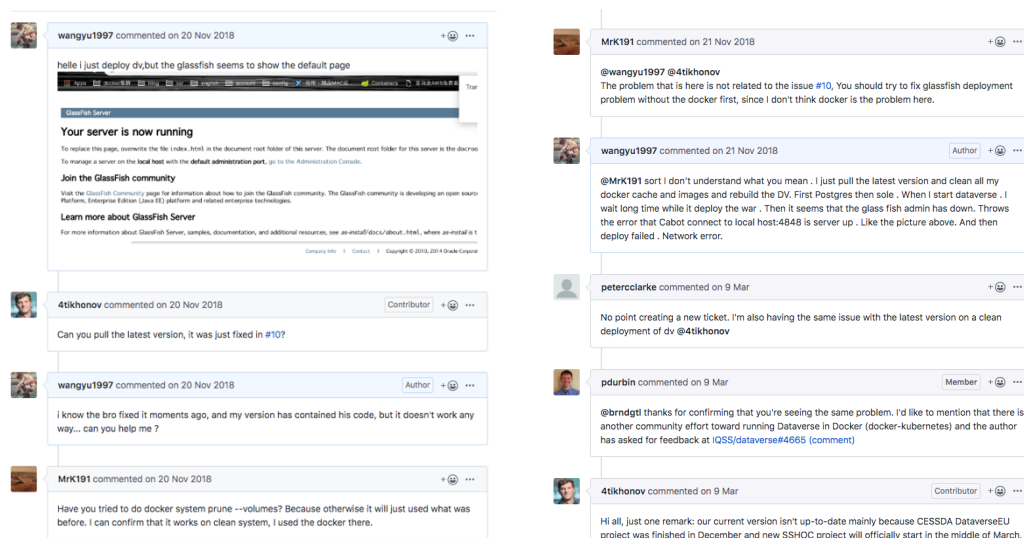 wangyu1997 commented on 20 Nov 2018
helle i just deploy dv,but the glassfish seems to show the default page
Apps
GlassFish Server
Your server is now running
To replace this page, overwrite the file index.html in the document root folder of this server. The document root folder for this server is the docroo
To manage a server on the local host with the default administration port, go to the Administration Console.
Join the GlassFish community
Visit the GlassFish Community page for information about how to join the GlassFish community. The GlassFish community is developing an open sourc
Platform, Enterprise Edition (Java EE) platform and related enterprise technologies.
Learn more about GlassFish Server
For more information about GlassFish Server, samples, documentation, and additional resources, see as-install/docs/about.html, where as-install is t
Company Info | Contact | Copyright © 2010, 2014 Oracle Corporat
4tikhonov commented on 20 Nov 2018
Contributor
Can you pull the latest version, it was just fixed in #10?
wangyu1997 commented on 20 Nov 2018
Author
i know the bro fixed it moments ago, and my version has contained his code, but it doesn't work any
way... can you help me ?
MrK191 commented on 20 Nov 2018
Have you tried to do docker system prune --volumes? Because otherwise it will just used what was
before. I can confirm that it works on clean system, I used the docker there.
MrK191 commented on 21 Nov 2018
@wangyu1997 @4tikhonov
The problem that is here is not related to the issue #10, You should try to fix glassfish deployment
problem without the docker first, since I don't think docker is the problem here.
wangyu1997 commented on 21 Nov 2018
Author
@MrK191 sort I don't understand what you mean . I just pull the latest version and clean all my
docker cache and images and rebuild the DV. First Postgres then sole . When I start dataverse . I
wait long time while it deploy the war . Then it seems that the glass fish admin has down. Throws
the error that Cabot connect to local host:4848 is server up . Like the picture above. And then
deploy failed . Network error.
petercclarke commented on 9 Mar
No point creating a new ticket. I'm also having the same issue with the latest version on a clean
deployment of dv @4tikhonov
pdurbin commented on 9 Mar
Member
@brndgtl thanks for confirming that you're seeing the same problem. I'd like to mention that there is
another community effort toward running Dataverse in Docker (docker-kubernetes) and the author
has asked for feedback at IQSS/dataverse#4665 (comment)
4tikhonov commented on 9 Mar
Contributor
Hi all, just one remark: our current version isn't up-to-date mainly because CESSDA DataverseEU
project was finished in December and new SSHOC project will officially start in the middle of March.